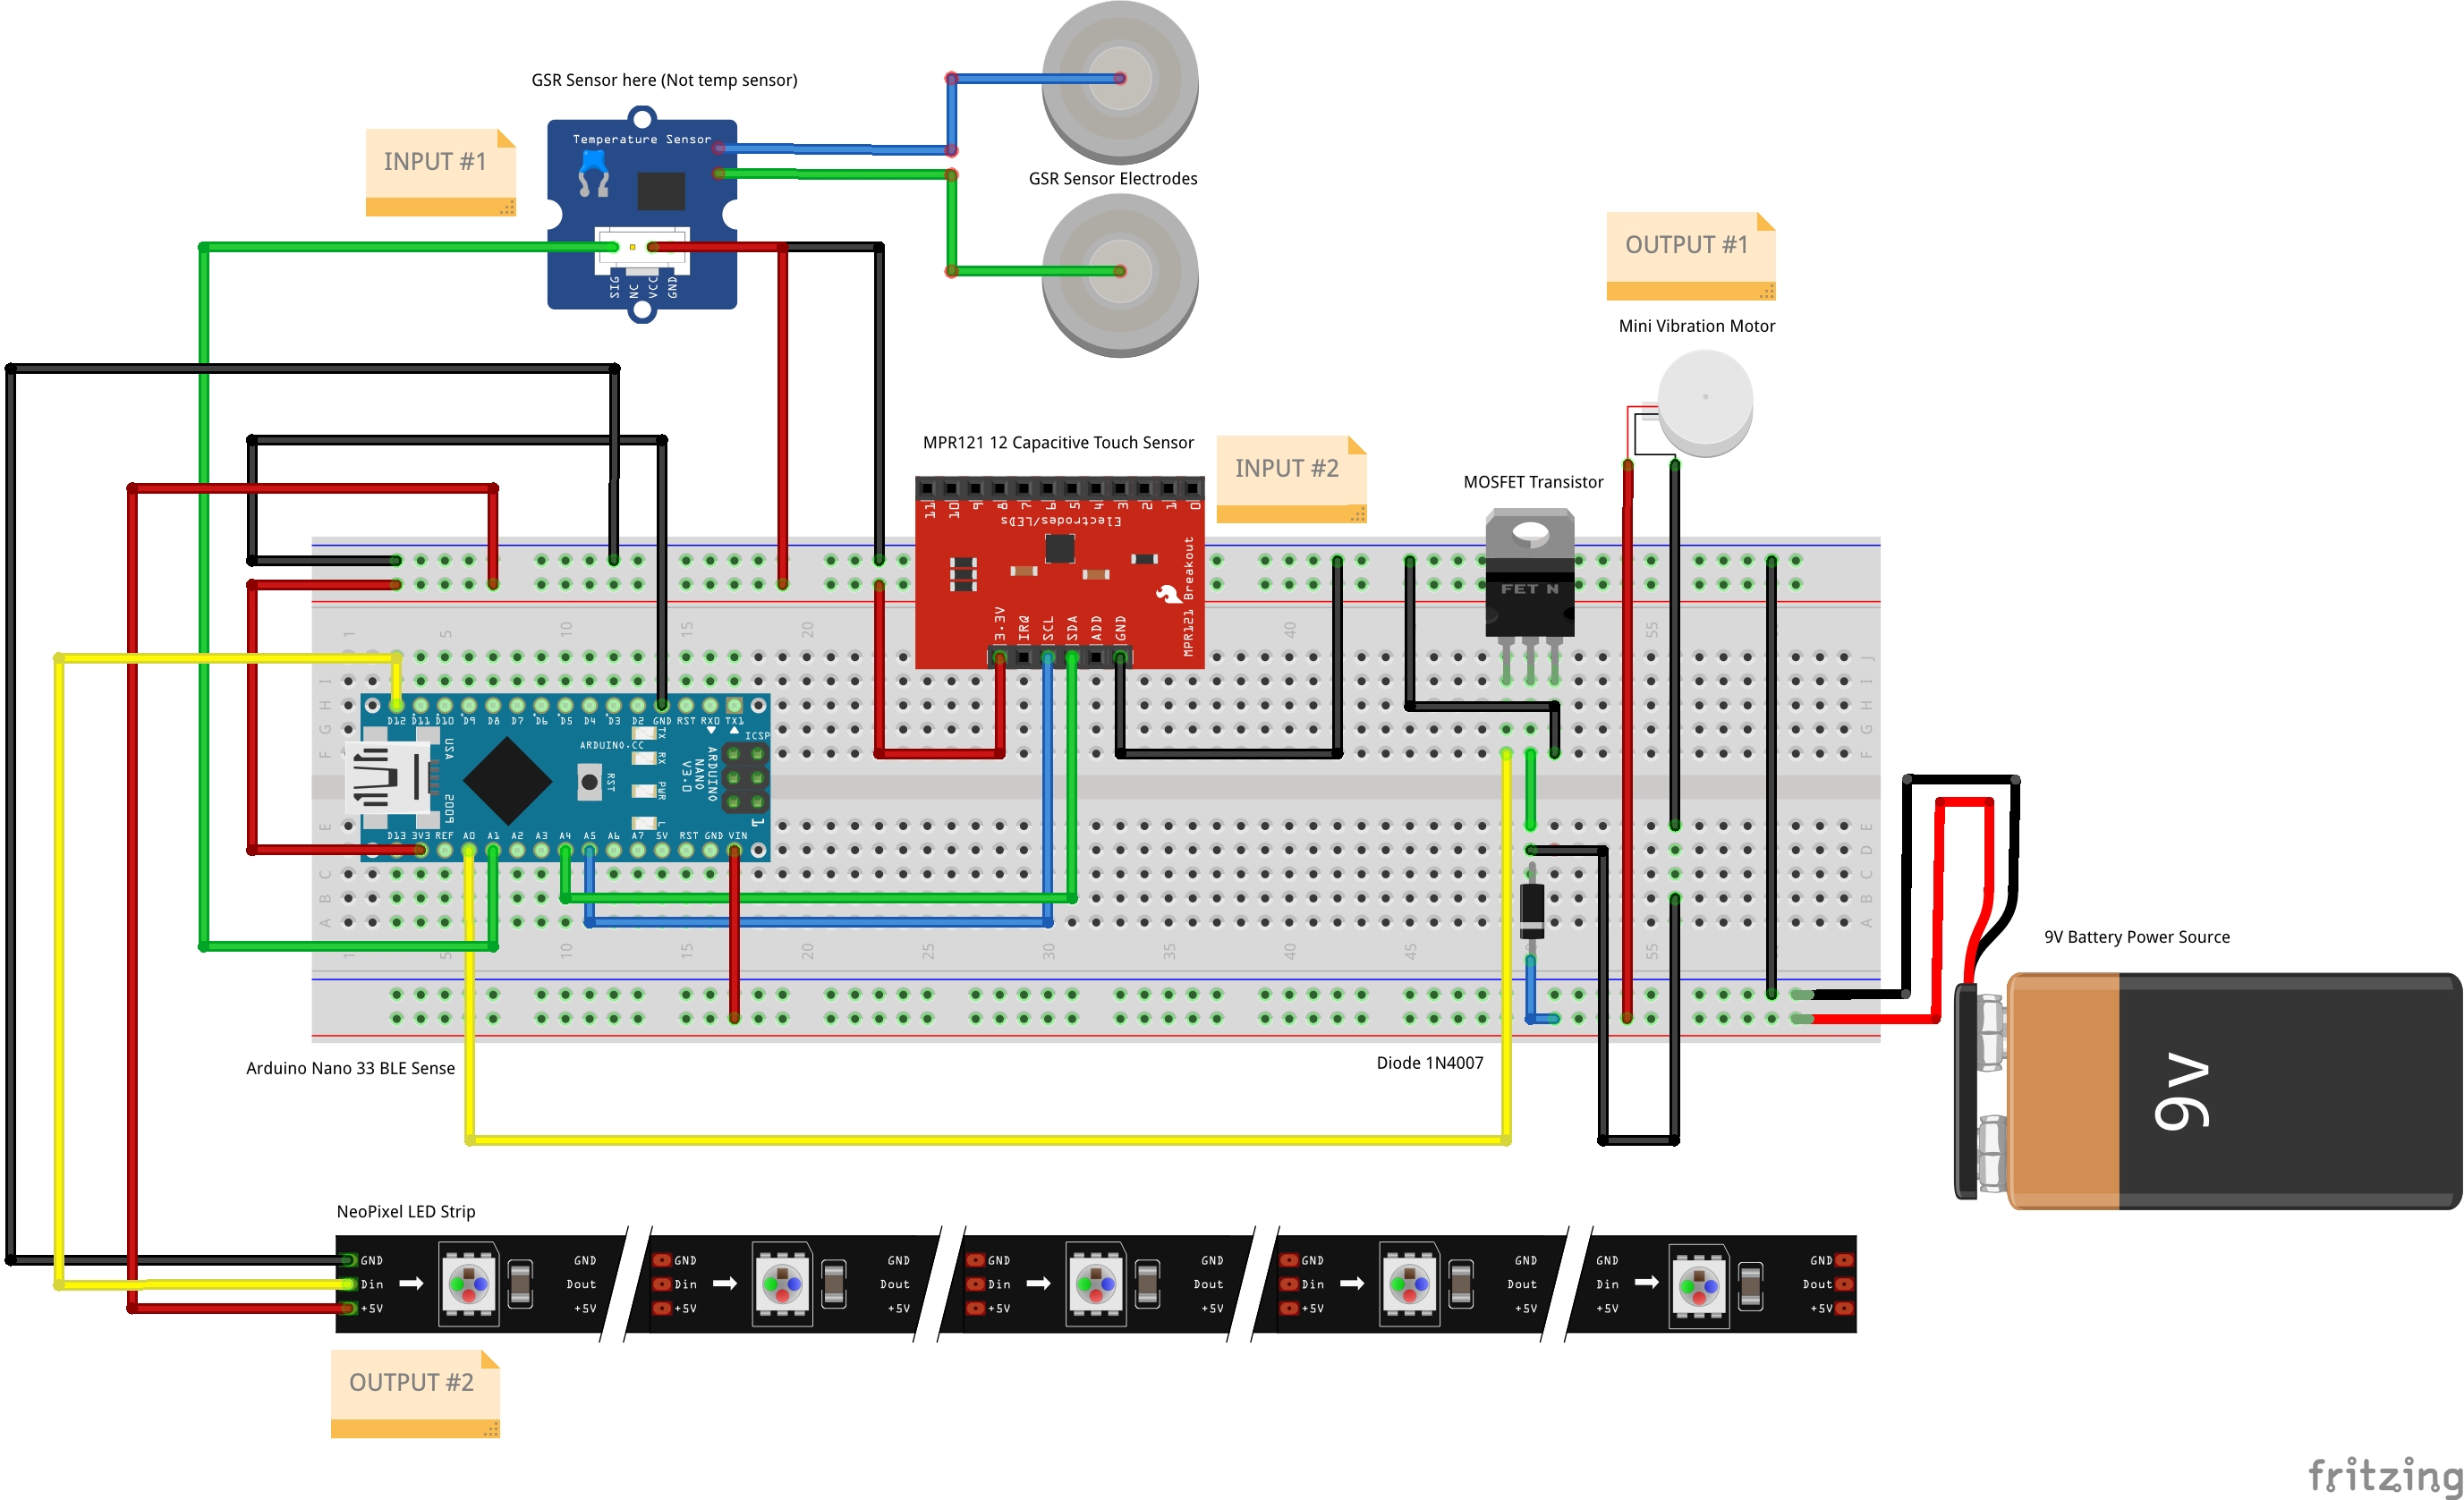 GSR Sensor here (Not temp sensor)
INPUT #1
Temperature Sensor
SIG
NC
VCC
GND
GSR Sensor Electrodes
OUTPUT #1
Mini Vibration Motor
MPR121 12 Capacitive Touch Sensor
INPUT #2
MOSFET Transistor
11 10 9 8 7 6 5 4 3 2 1 0
Electrodes/LEDs
MPR121 Breakout
3.3V IRQ SCL SDA ADD GND
FET N
1 5 10 15 20 40 55
J
I
H
G
F
D12 D11 D10 D9 D8 D7 D6 D5 D4 D3 D2 GND RST RX0 TX1
USA
2009
ARDUINO.CC
RST
TX
RX
PWR
L
ARDUINO
NANO
V3.0
ICSP
1
D13 3V3 REF A0 A1 A2 A3 A4 A5 A6 A7 5V RST GND VIN
E
D
C
B
A
1 5 10 15 20 25 30 35 40 45 55
9V Battery Power Source
9V
Arduino Nano 33 BLE Sense
Diode 1N4007
NeoPixel LED Strip
GND GND GND GND GND GND GND GND GND GND
Din Dout Din Dout Din Dout Din Dout Din Dout
+5V +5V +5V +5V +5V +5V +5V +5V +5V +5V
OUTPUT #2
fritzing